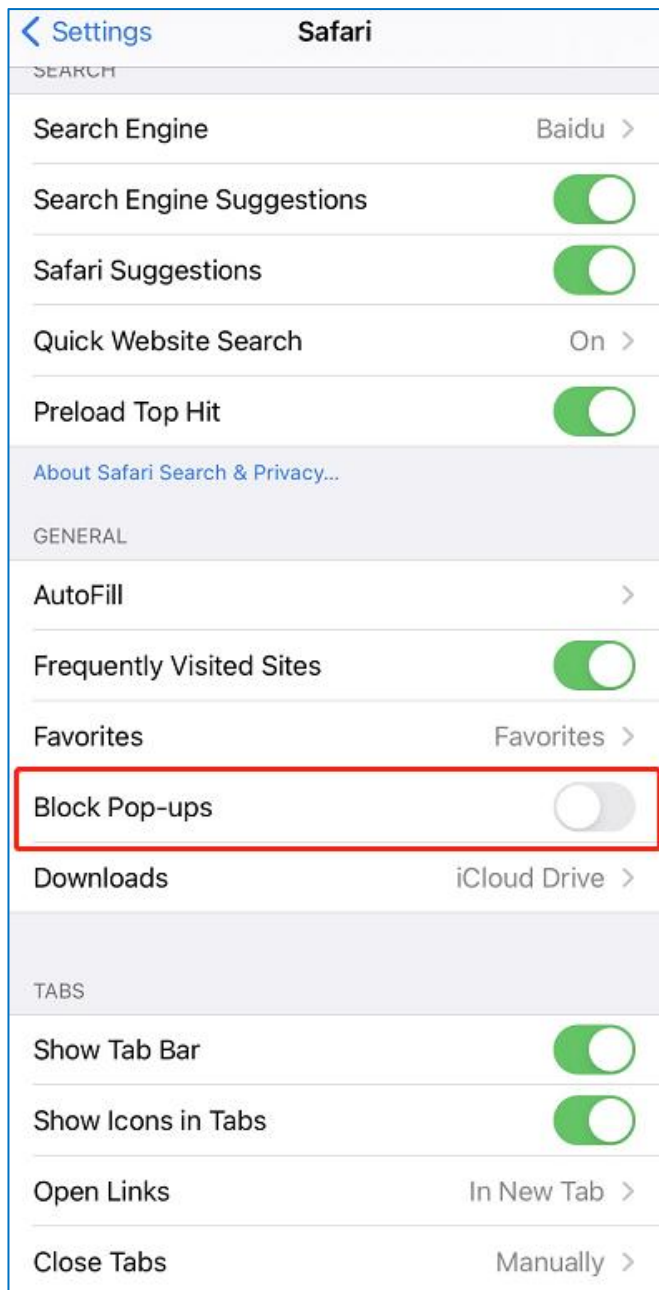 Settings Safari
SEARCH
Search Engine Baidu
Search Engine Suggestions
Safari Suggestions
Quick Website Search On
Preload Top Hit
About Safari Search & Privacy...
GENERAL
AutoFill
Frequently Visited Sites
Favorites Favorites
Block Pop-ups
Downloads iCloud Drive
TABS
Show Tab Bar
Show Icons in Tabs
Open Links In New Tab
Close Tabs Manually